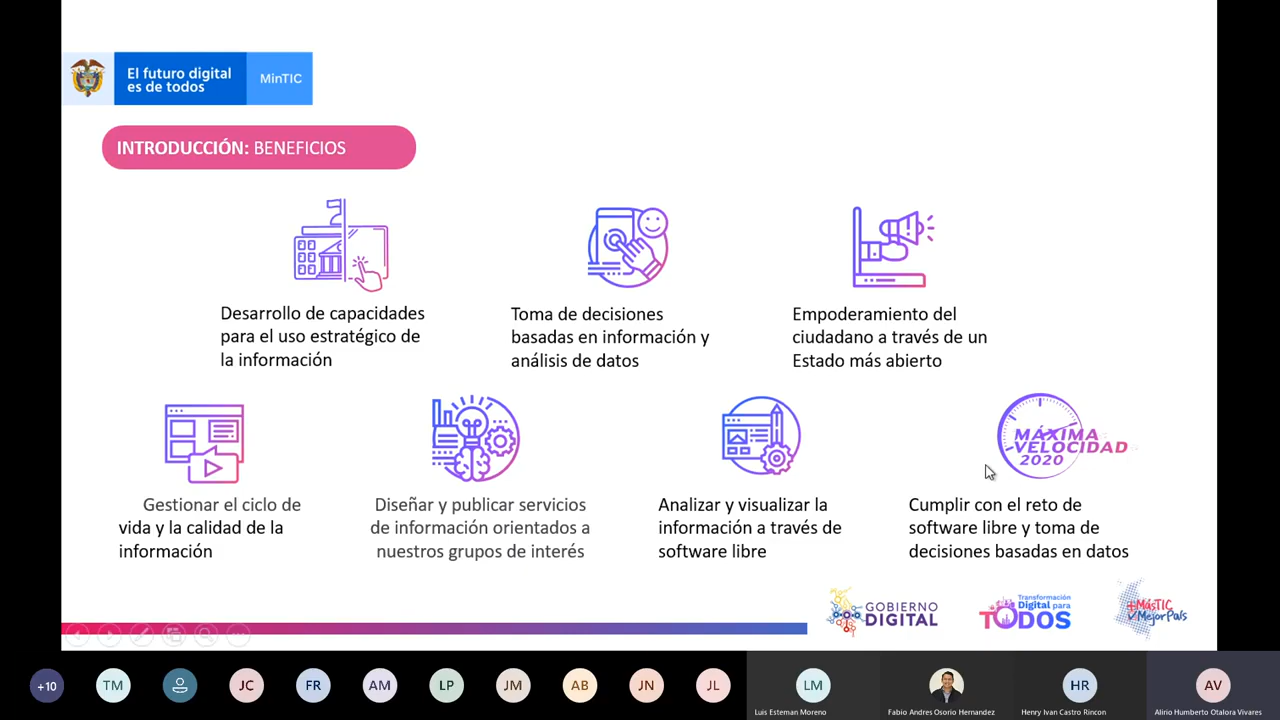 El futuro digital
es de todos
MinTIC
INTRODUCCIÓN: BENEFICIOS
Desarrollo de capacidades
para el uso estratégico de
la información
Toma de decisiones
basadas en información y
análisis de datos
Empoderamiento del
ciudadano a través de un
Estado más abierto
MÁXIMA
VELOCIDAD
2020
Gestionar el ciclo de
vida y la calidad de la
información
Diseñar y publicar servicios
de información orientados a
nuestros grupos de interés
Analizar y visualizar la
información a través de
software libre
Cumplir con el reto de
software libre y toma de
decisiones basadas en datos
GOBIERNO
DIGITAL
Transformación
Digital para
TODOS
+MásTIC
MejorPaís
+10
TM
JC
FR
AM
LP
JM
AB
JN
JL
LM
HR
AV
Luis Esteman Moreno
Fabio Andres Osorio Hernandez
Henry Ivan Castro Rincon
Alirio Humberto Otalora Vivares